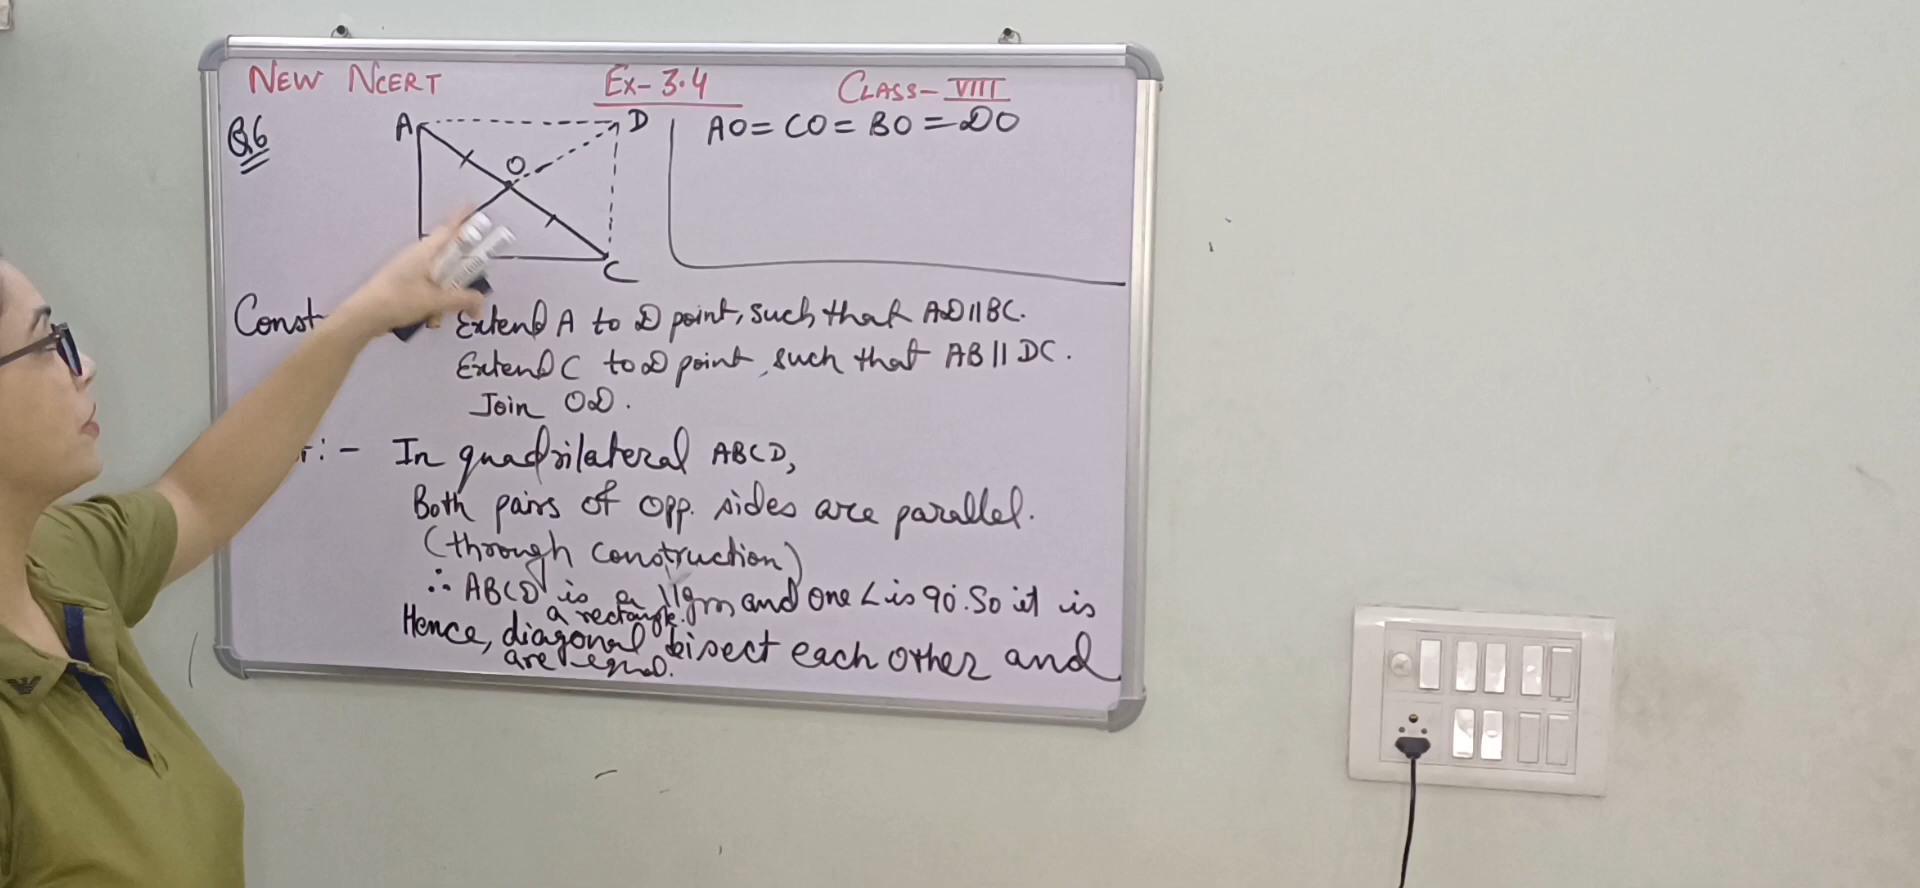 NEW NCERT Ex-3.4 CLASS-VIII
Q6
A D AO=CO=BO=DO
O
C
Const
Extend A to D point, such that AD||BC.
Extend C to D point, such that AB||DC.
Join OD.
r:- In quadrilateral ABCD,
Both pairs of opp. sides are parallel.
(through construction)
∴ ABCD is a ||gm and one ∠ is 90°. So it is
a rectangle.
Hence, diagonal bisect each other and
are equal.